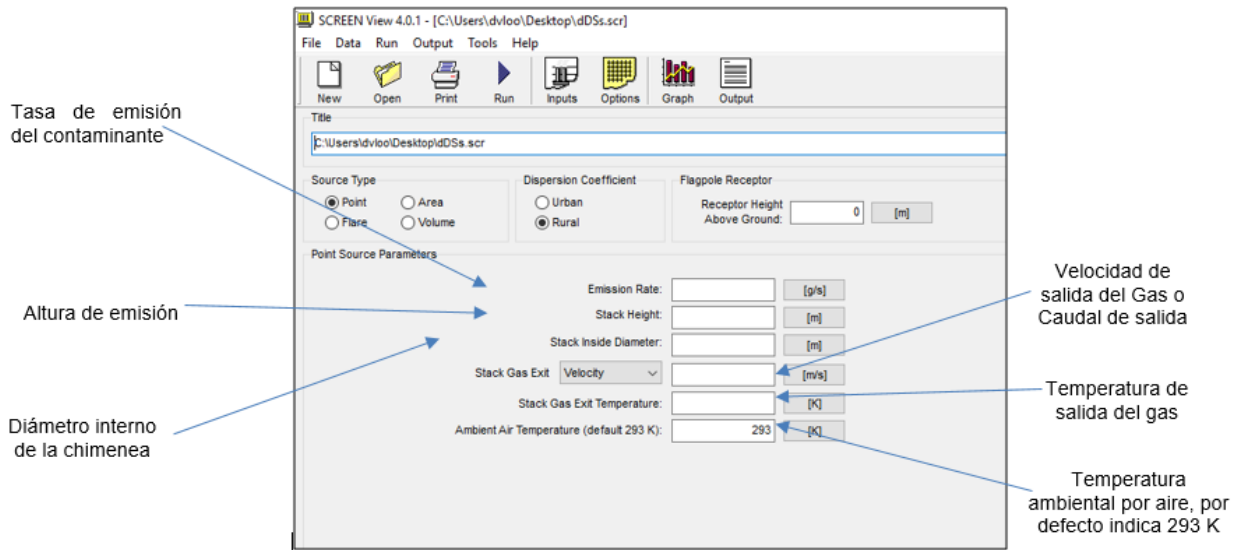 SCREEN View 4.0.1 - [C:\Users\dvloo\Desktop\dDSs.scr]
File Data Run Output Tools Help
New Open Print Run Inputs Options Graph Output
Title
C:\Users\dvloo\Desktop\dDSs.scr
Source Type
Point
Area
Flare
Volume
Dispersion Coefficient
Urban
Rural
Flagpole Receptor
Receptor Height
Above Ground:
0 [m]
Point Source Parameters
Emission Rate: [g/s]
Stack Height: [m]
Stack Inside Diameter: [m]
Stack Gas Exit Velocity [m/s]
Stack Gas Exit Temperature: [K]
Ambient Air Temperature (default 293 K): 293 [K]
Tasa de emisión
del contaminante
Altura de emisión
Diámetro interno
de la chimenea
Velocidad de
salida del Gas o
Caudal de salida
Temperatura de
salida del gas
Temperatura
ambiental por aire, por
defecto indica 293 K